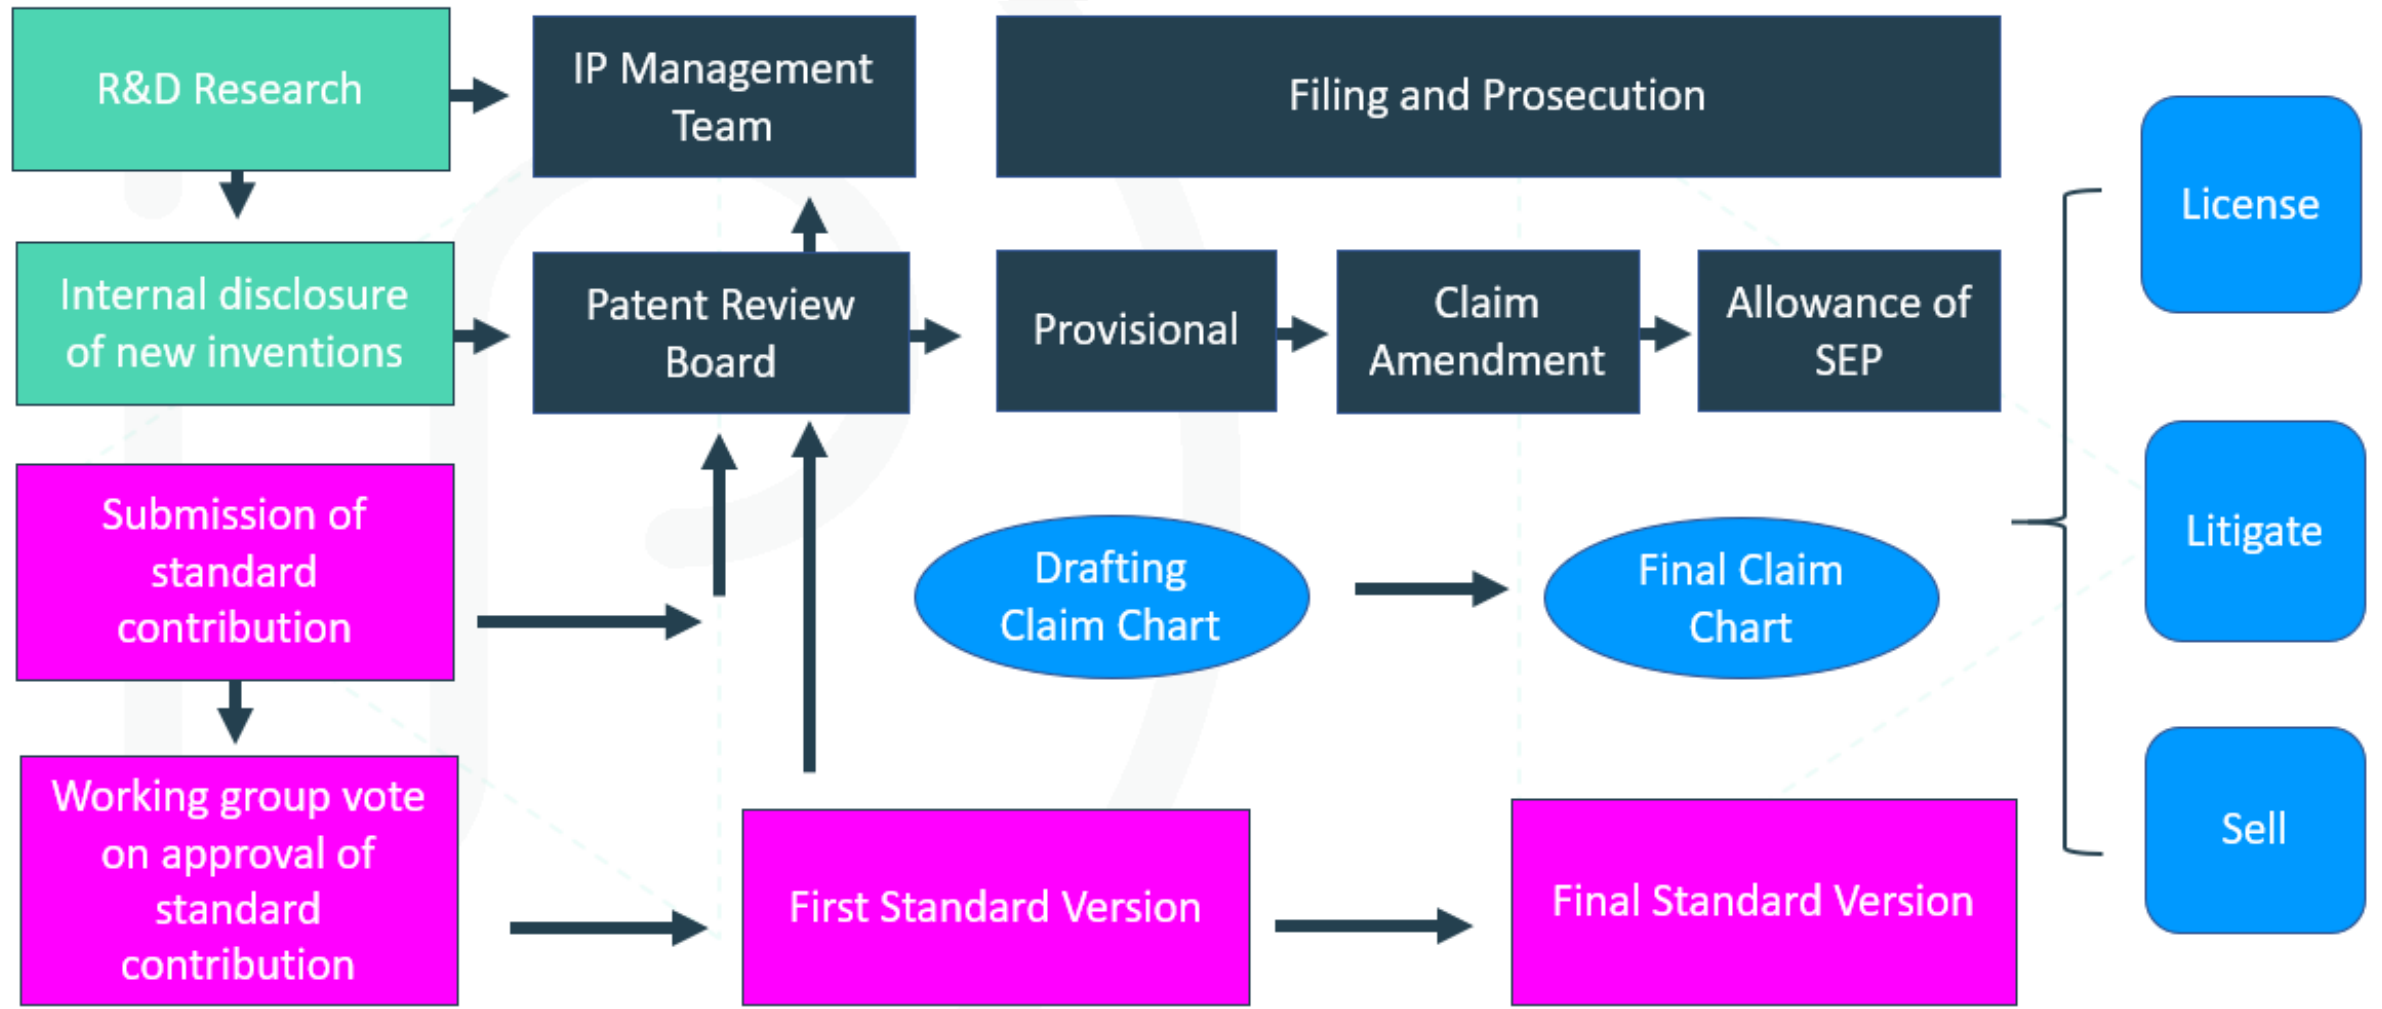 R&D Research
IP Management
Team
Filing and Prosecution
License
Internal disclosure
of new inventions
Patent Review
Board
Provisional
Claim
Amendment
Allowance of
SEP
Submission of
standard
contribution
Drafting
Claim Chart
Final Claim
Chart
Litigate
Working group vote
on approval of
standard
contribution
First Standard Version
Final Standard Version
Sell